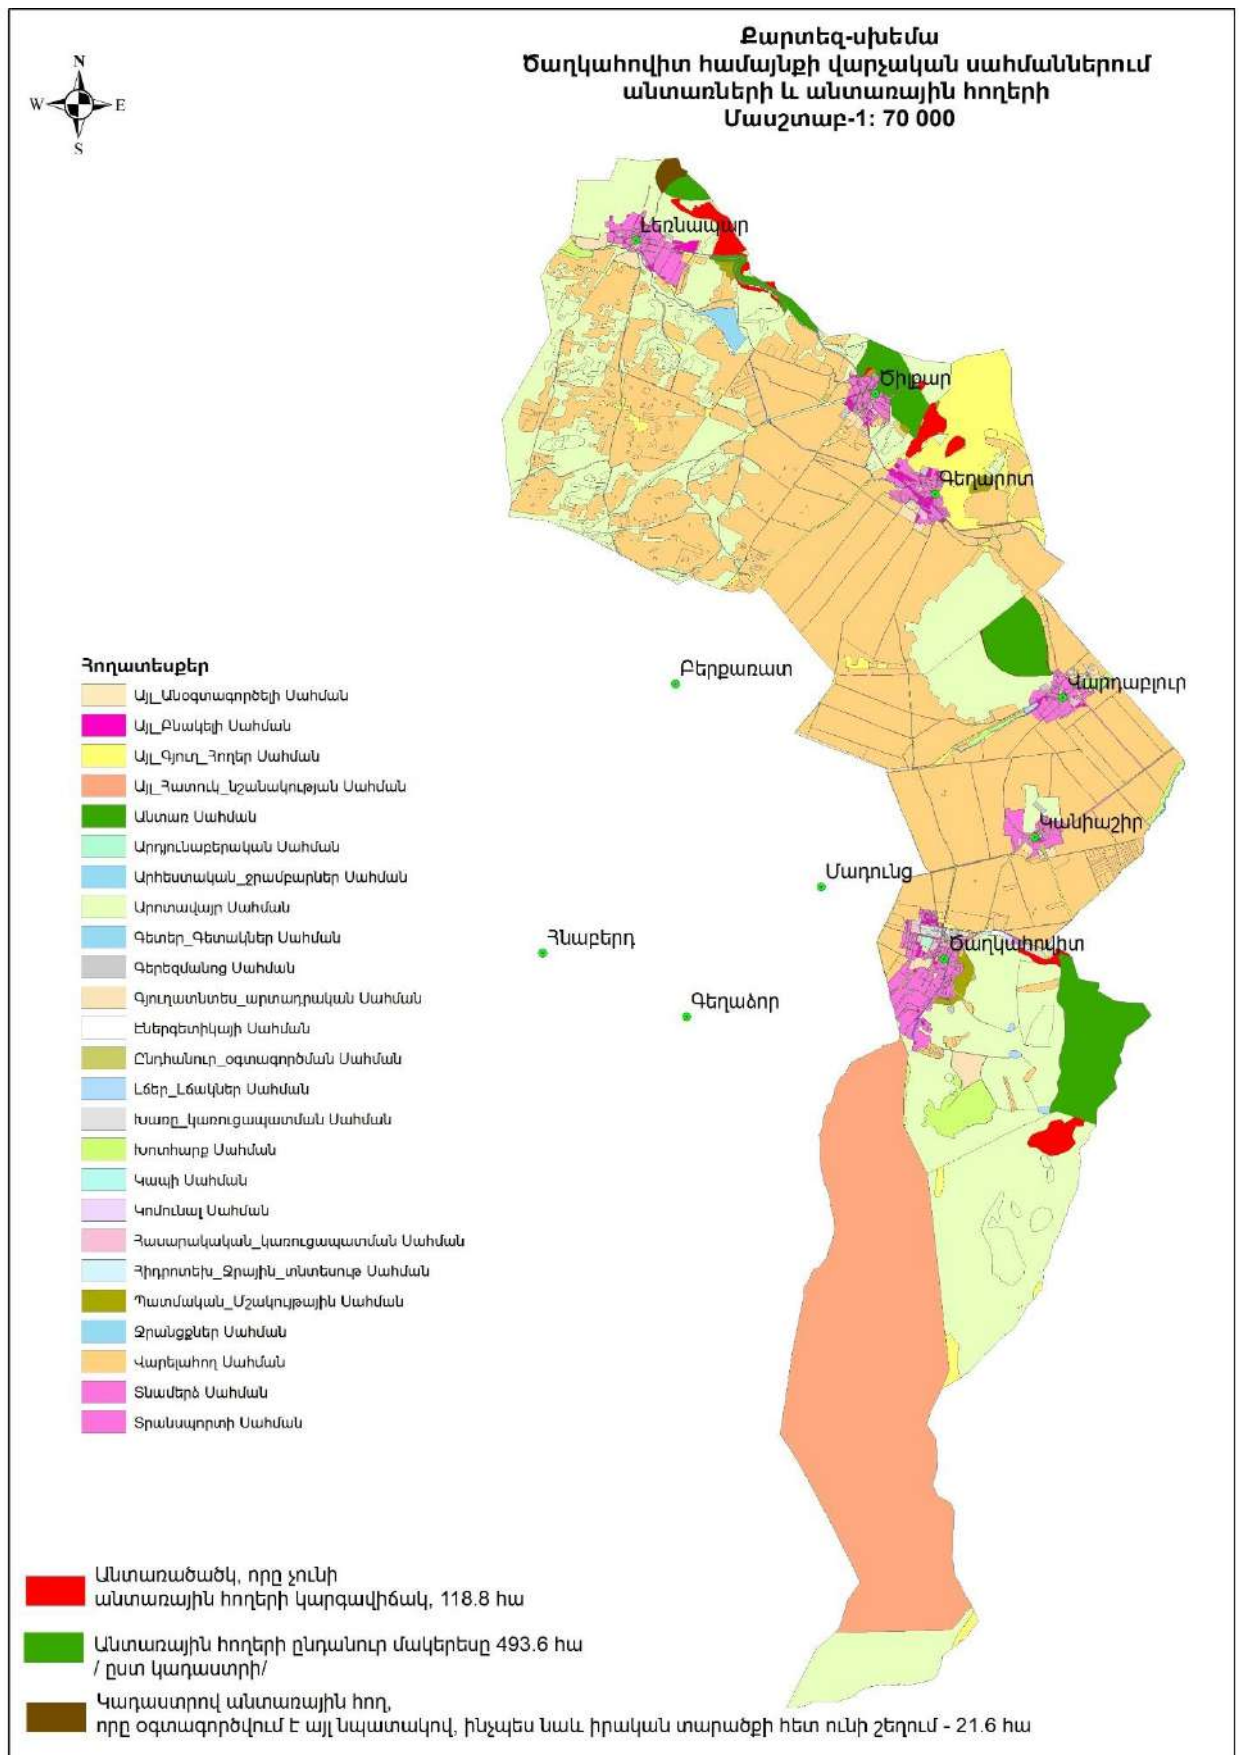 Քարտեզ-սխեմա
Ծաղկահովիտ համայնքի վարչական սահմաններում
անտառների և անտառային հողերի
Մասշտաբ-1: 70 000
N
W E
S
Լեռնապար
Ծիլքար
Գեղարոտ
Բերքառատ
Վարդաբլուր
Կանիաշիր
Մադունց
Հնաբերդ
Ծաղկահովիտ
Գեղաձոր
Հողատեսքեր
Այլ_Անօգտագործելի Սահման
Այլ_Բնակելի Սահման
Այլ_Գյուղ_Հողեր Սահման
Այլ_Հատուկ_նշանակության Սահման
Անտառ Սահման
Արդյունաբերական Սահման
Արհեստական_ջրամբարներ Սահման
Արոտավայր Սահման
Գետեր_Գետակներ Սահման
Գերեզմանոց Սահման
Գյուղատնտես_արտադրական Սահման
Էներգետիկայի Սահման
Ընդհանուր_օգտագործման Սահման
Լճեր_Լճակներ Սահման
Խառը_կառուցապատման Սահման
Խոտհարք Սահման
Կապի Սահման
Կոմունալ Սահման
Հասարակական_կառուցապատման Սահման
Հիդրոտեխ_Ջրային_տնտեսութ Սահման
Պատմական_Մշակույթային Սահման
Ջրանցքներ Սահման
Վարելահող Սահման
Տնամերձ Սահման
Տրանսպորտի Սահման
Անտառածածկ, որը չունի
անտառային հողերի կարգավիճակ, 118.8 հա
Անտառային հողերի ընդանուր մակերեսը 493.6 հա
/ ըստ կադաստրի/
Կադաստրով անտառային հող,
որը օգտագործվում է այլ նպատակով, ինչպես նաև իրական տարածքի հետ ունի շեղում - 21.6 հա